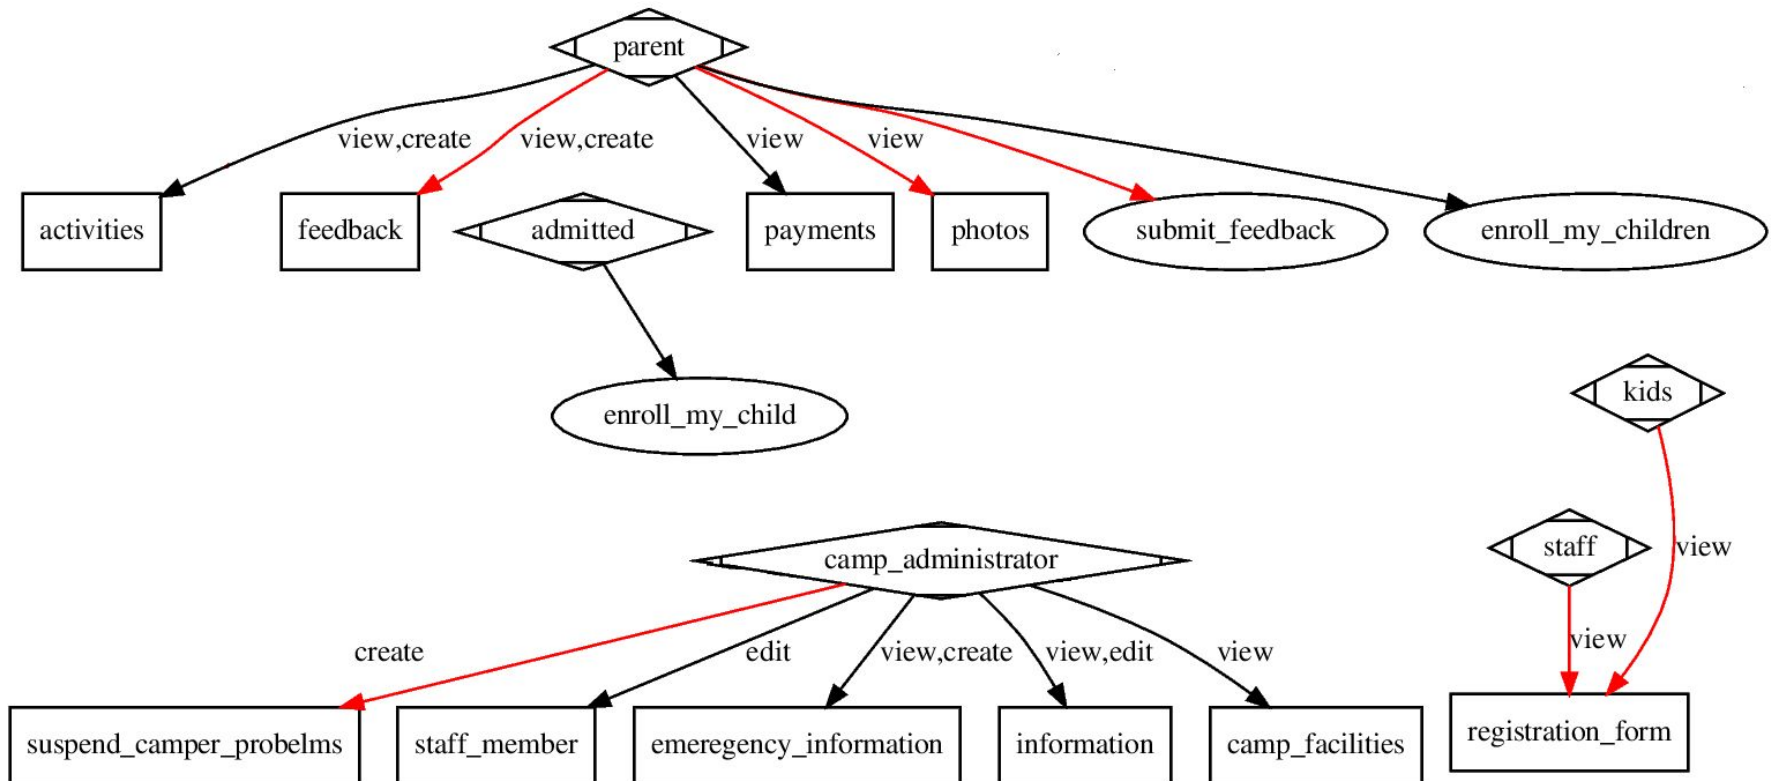 parent
view,create
view,create
view
view
activities
feedback
admitted
payments
photos
submit_feedback
enroll_my_children
enroll_my_child
kids
camp_administrator
staff
view
create
edit
view,create
view,edit
view
view
suspend_camper_probelms
staff_member
emeregency_information
information
camp_facilities
registration_form